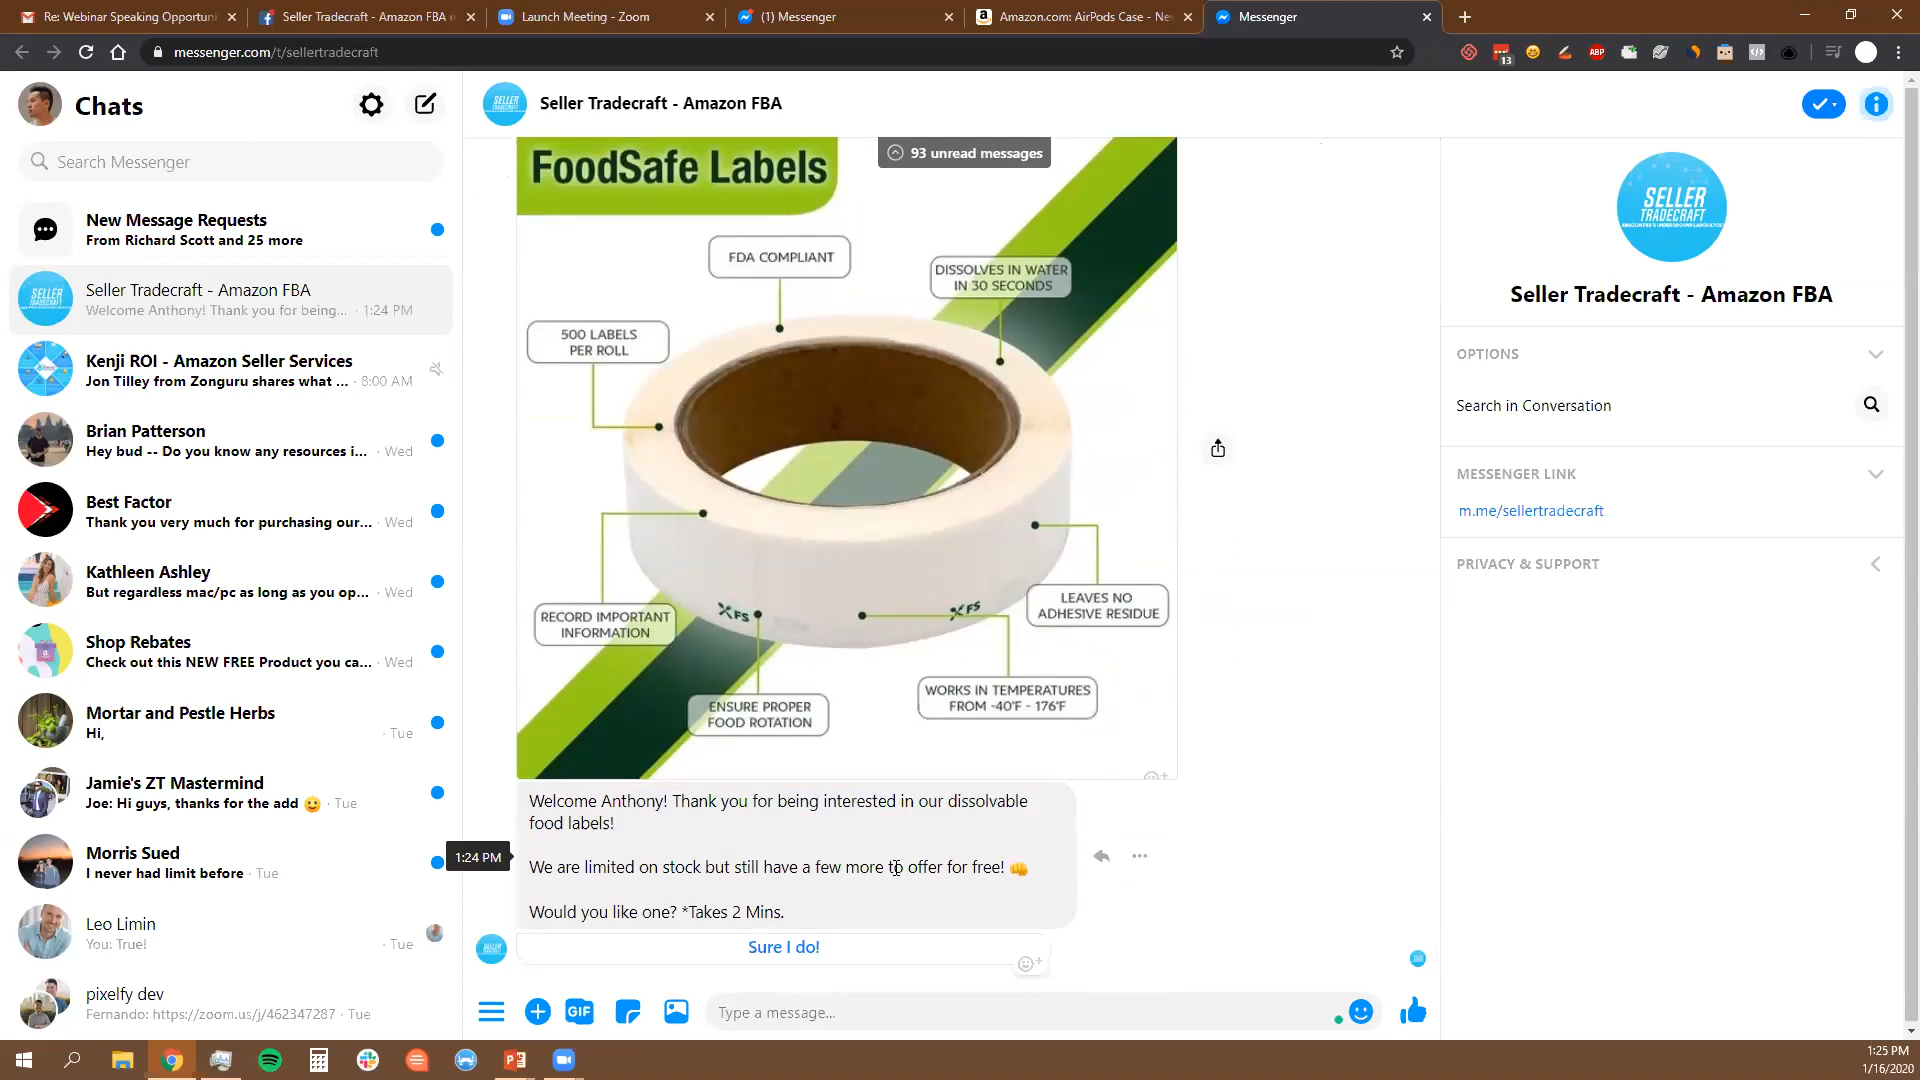 Re: Webinar Speaking Opportuni
Seller Tradecraft - Amazon FBA
Launch Meeting - Zoom
(1) Messenger
Amazon.com: AirPods Case - Ne
Messenger
messenger.com/t/sellertradecraft
13
ABP
Chats
Search Messenger
New Message Requests
From Richard Scott and 25 more
Seller Tradecraft - Amazon FBA
Welcome Anthony! Thank you for being... · 1:24 PM
Kenji ROI - Amazon Seller Services
Jon Tilley from Zonguru shares what ... · 8:00 AM
Brian Patterson
Hey bud -- Do you know any resources i... · Wed
Best Factor
Thank you very much for purchasing our... · Wed
Kathleen Ashley
But regardless mac/pc as long as you op... · Wed
Shop Rebates
Check out this NEW FREE Product you ca... · Wed
Mortar and Pestle Herbs
Hi, · Tue
Jamie's ZT Mastermind
Joe: Hi guys, thanks for the add 🙂 · Tue
Morris Sued
I never had limit before · Tue
Leo Limin
You: True! · Tue
pixelfy dev
Fernando: https://zoom.us/j/462347287 · Tue
Seller Tradecraft - Amazon FBA
93 unread messages
FoodSafe Labels
FDA COMPLIANT
DISSOLVES IN WATER
IN 30 SECONDS
500 LABELS
PER ROLL
RECORD IMPORTANT
INFORMATION
FS
FS
LEAVES NO
ADHESIVE RESIDUE
ENSURE PROPER
FOOD ROTATION
WORKS IN TEMPERATURES
FROM -40°F - 176°F
1:24 PM
Welcome Anthony! Thank you for being interested in our dissolvable
food labels!
We are limited on stock but still have a few more to offer for free! 👊
Would you like one? *Takes 2 Mins.
Sure I do!
GIF
Type a message...
SELLER
TRADECRAFT
AMAZON FBA'S UNDERGROUND LABORATORY
Seller Tradecraft - Amazon FBA
OPTIONS
Search in Conversation
MESSENGER LINK
m.me/sellertradecraft
PRIVACY & SUPPORT
1:25 PM
1/16/2020